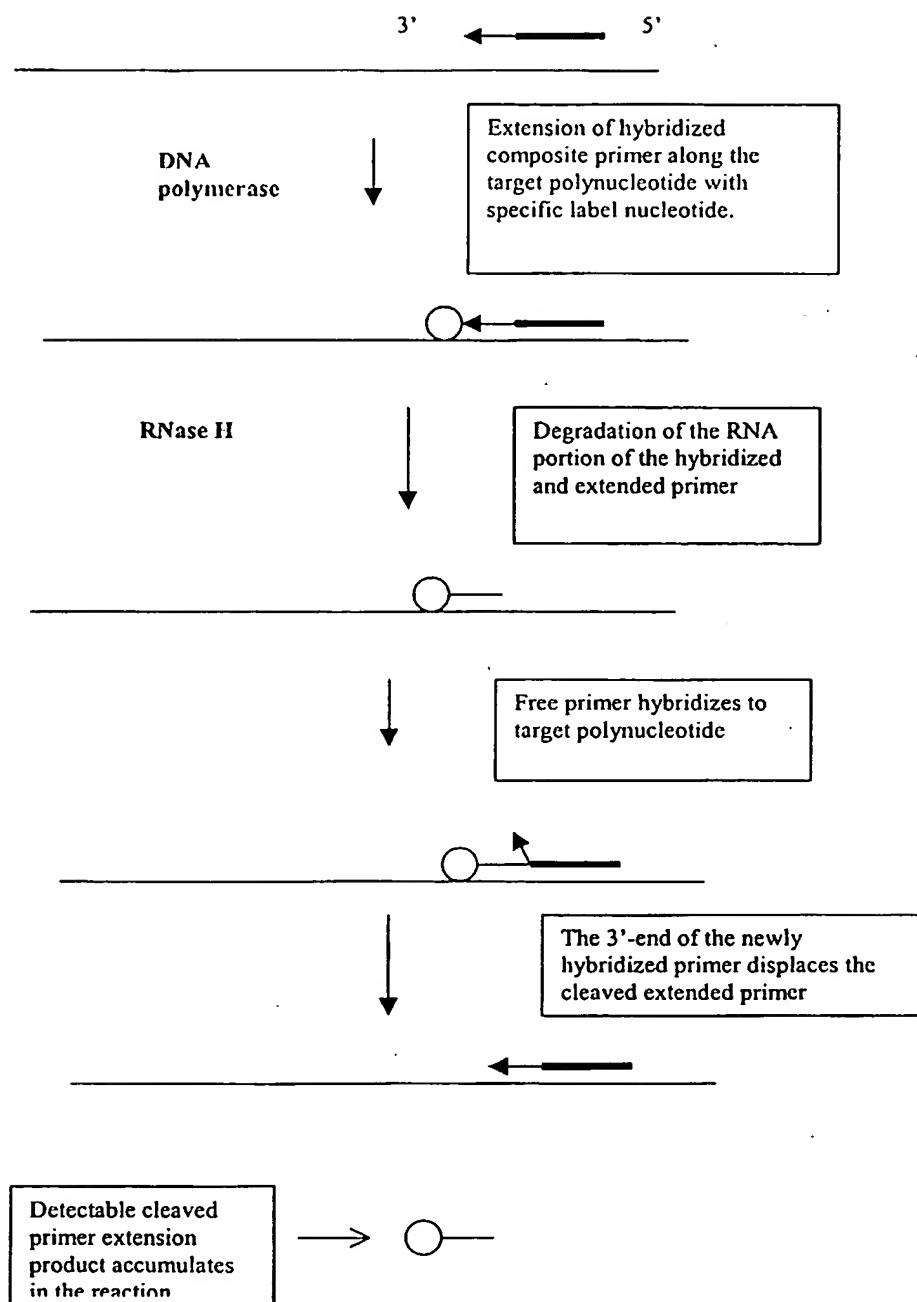 3’ 5’
DNA
polymerase
Extension of hybridized
composite primer along the
target polynucleotide with
specific label nucleotide.
RNase H
Degradation of the RNA
portion of the hybridized
and extended primer
Free primer hybridizes to
target polynucleotide
The 3’-end of the newly
hybridized primer displaces the
cleaved extended primer
Detectable cleaved
primer extension
product accumulates
in the reaction